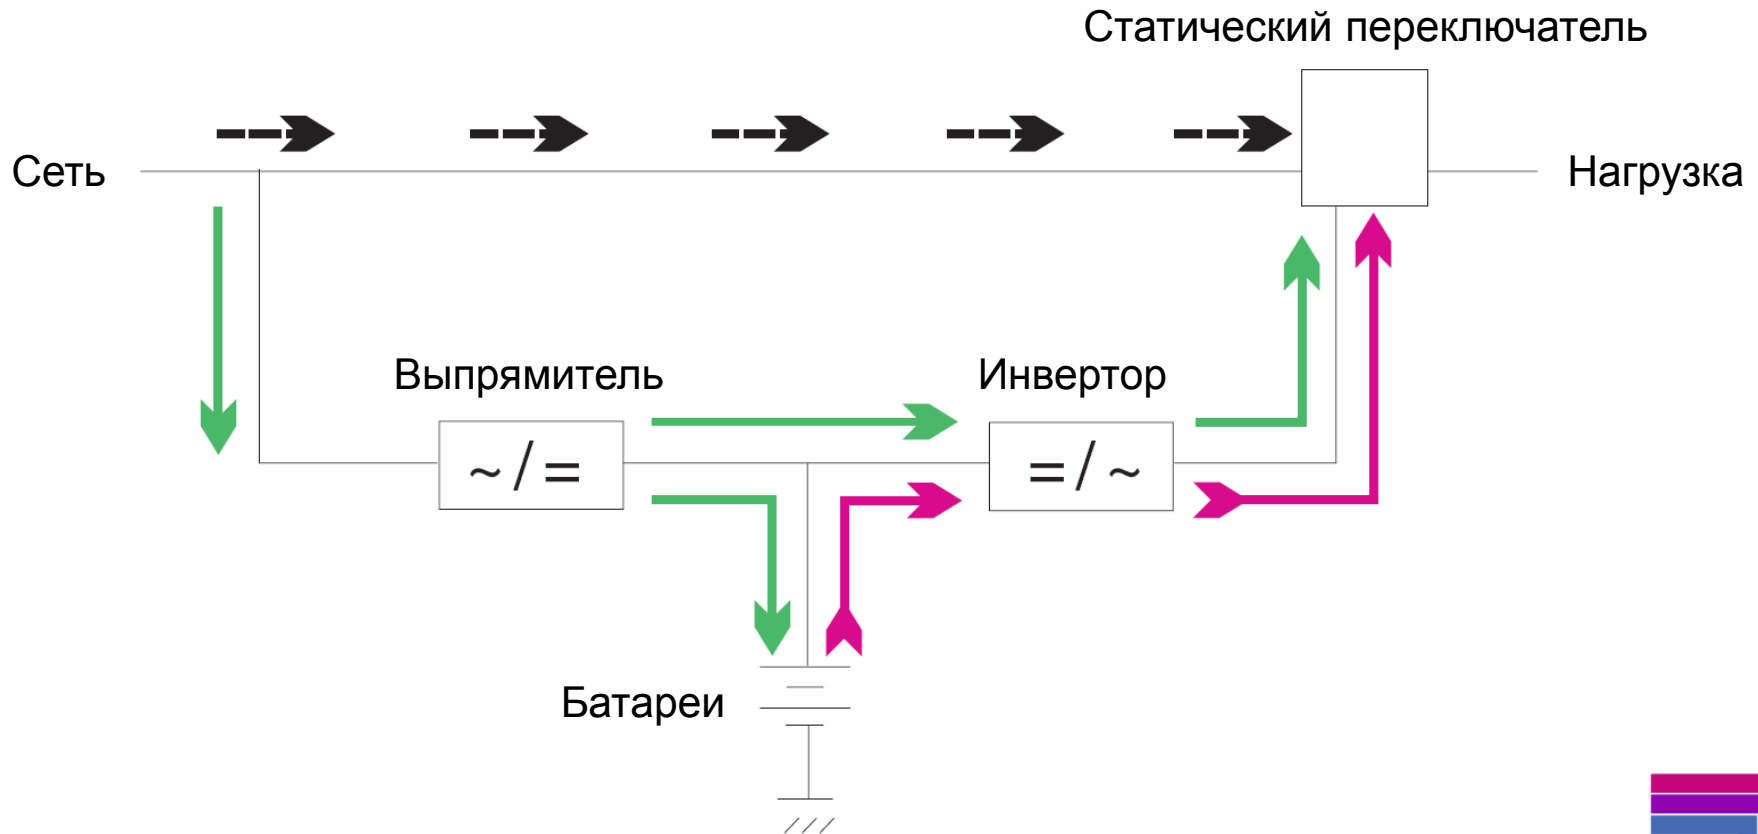 Статический переключатель
Сеть
Нагрузка
Выпрямитель
Инвертор
~/=
=/~
Батареи